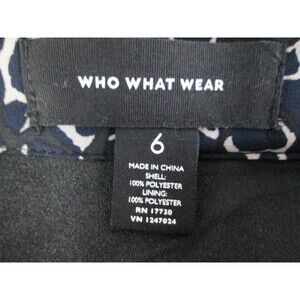 WHO WHAT WEAR
6
MADE IN CHINA
SHELL:
100% POLYESTER
LINING:
100% POLYESTER
RN 17730
VN 1247024